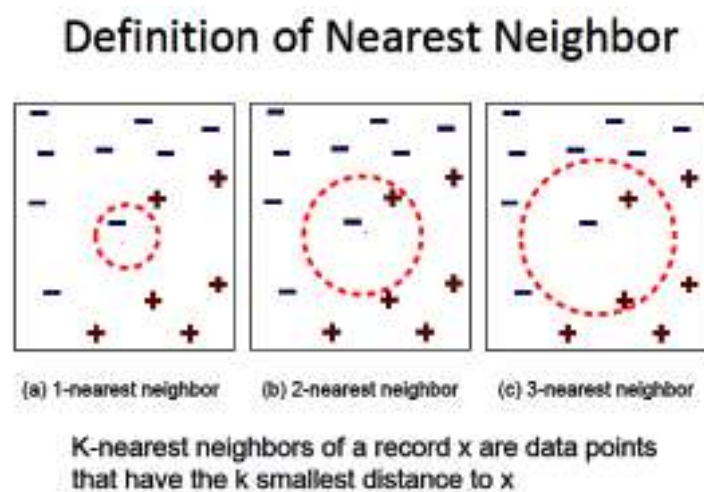 Definition of Nearest Neighbor
(a) 1-nearest neighbor
(b) 2-nearest neighbor
(c) 3-nearest neighbor
K-nearest neighbors of a record x are data points
that have the k smallest distance to x